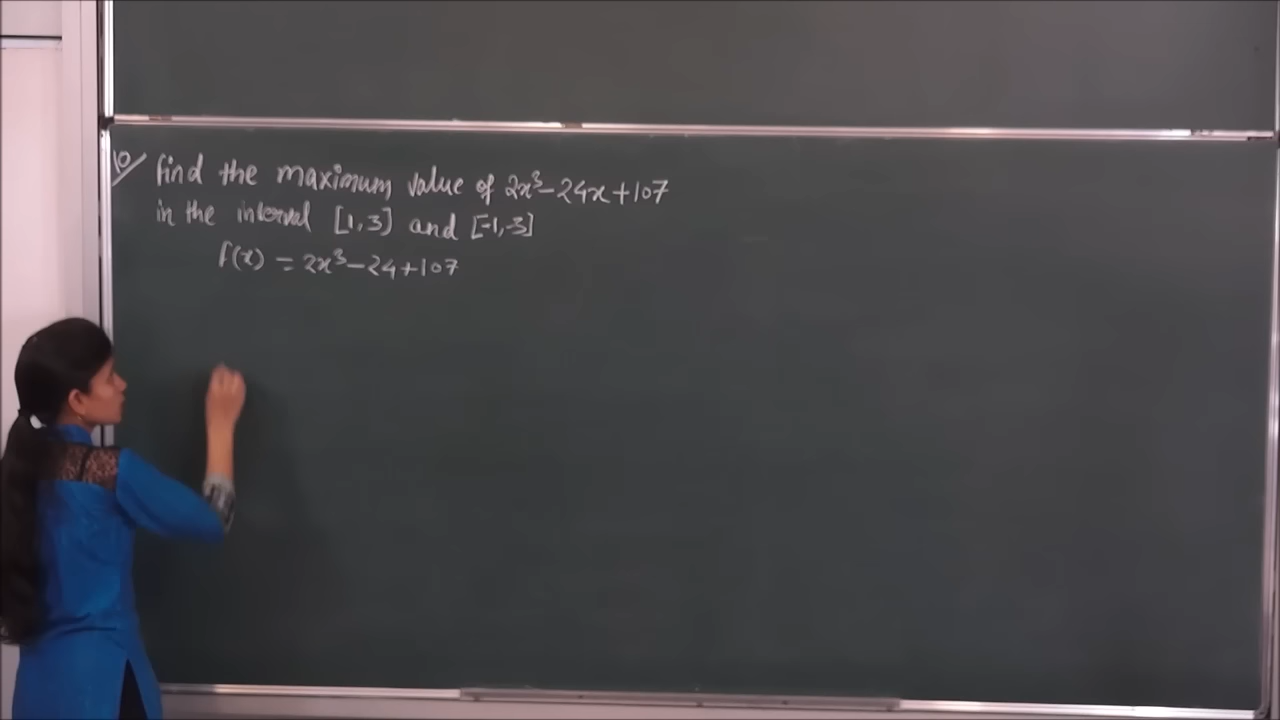 10/ find the maximum value of 2x³-24x+107
in the interval [1,3] and [-1,-3]
f(x) = 2x³-24+107